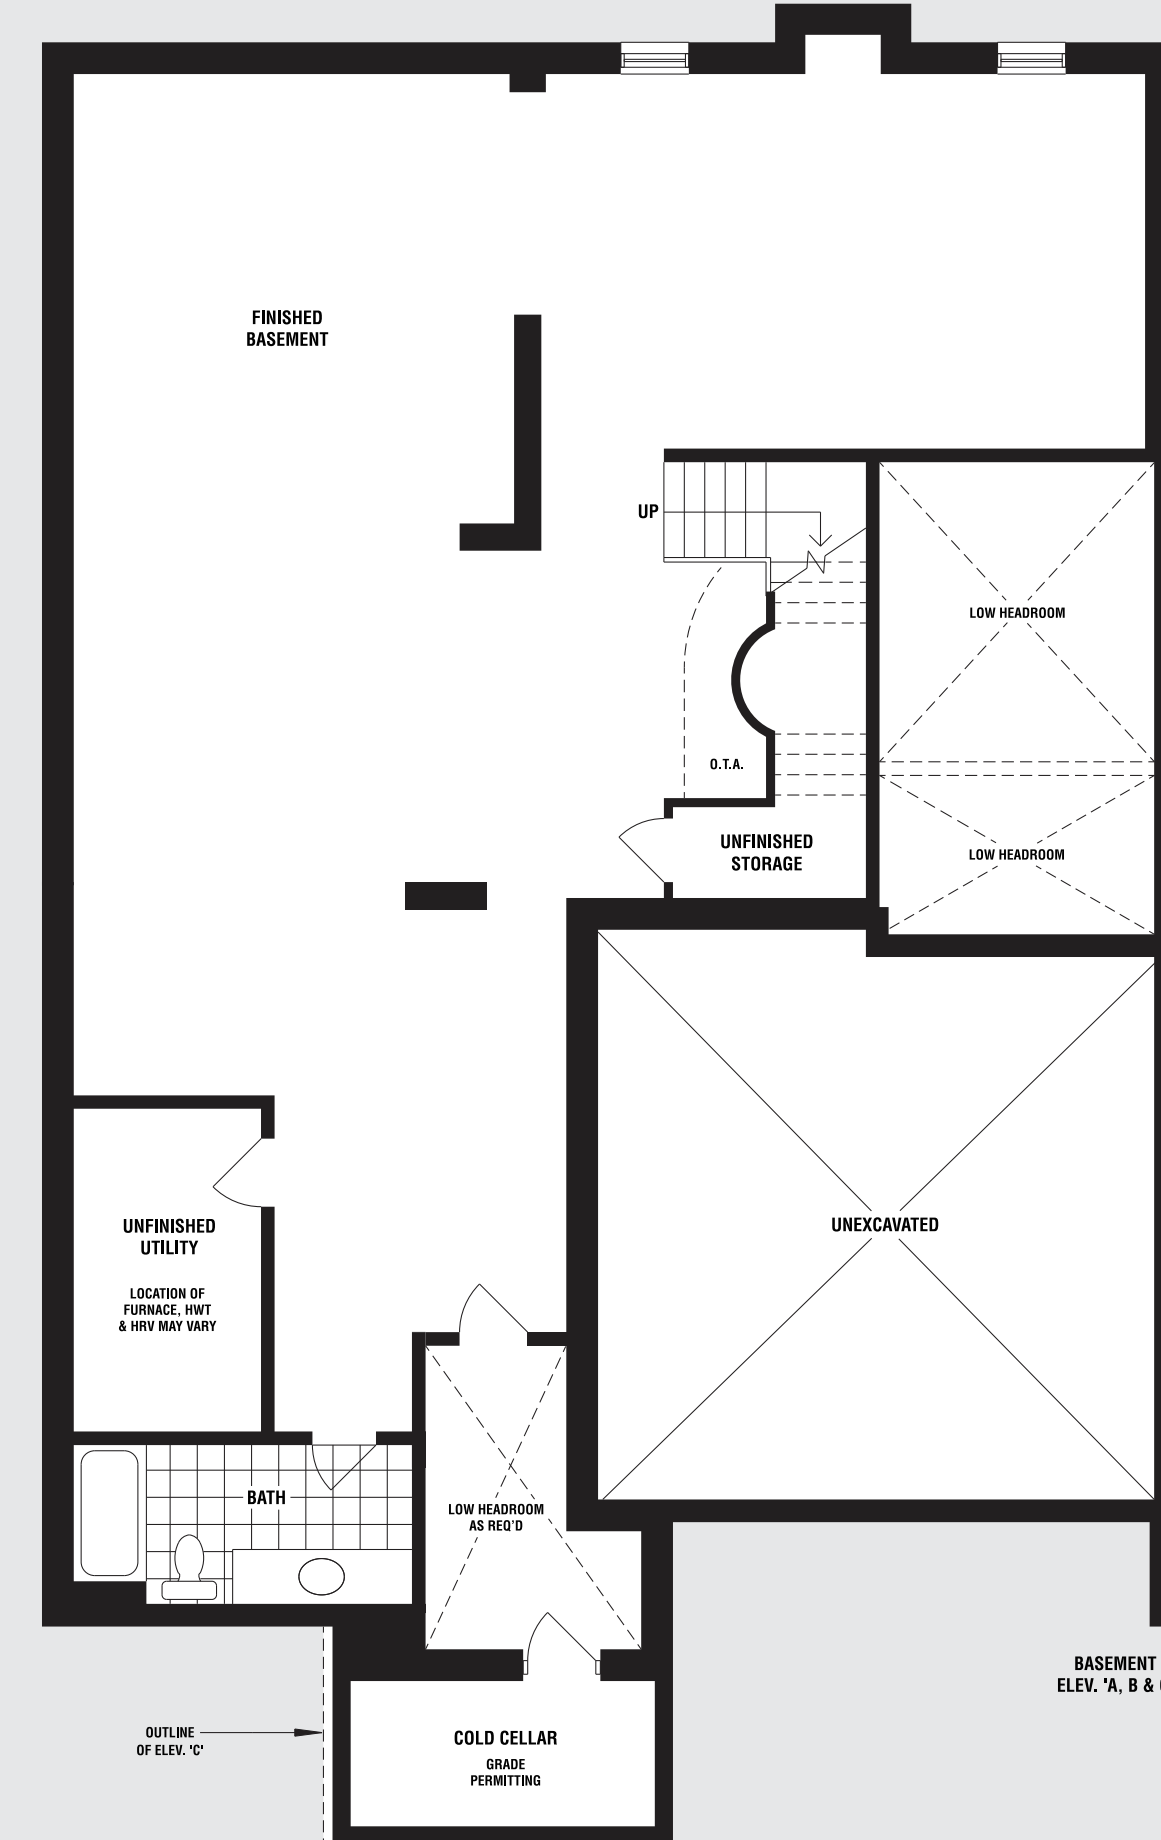 FINISHED
BASEMENT
UP
LOW HEADROOM
O.T.A.
UNFINISHED
STORAGE
LOW HEADROOM
UNFINISHED
UTILITY
LOCATION OF
FURNACE, HWT
& HRV MAY VARY
UNEXCAVATED
BATH
LOW HEADROOM
AS REQ'D
BASEMENT
ELEV. 'A, B &
OUTLINE
OF ELEV. 'C'
COLD CELLAR
GRADE
PERMITTING